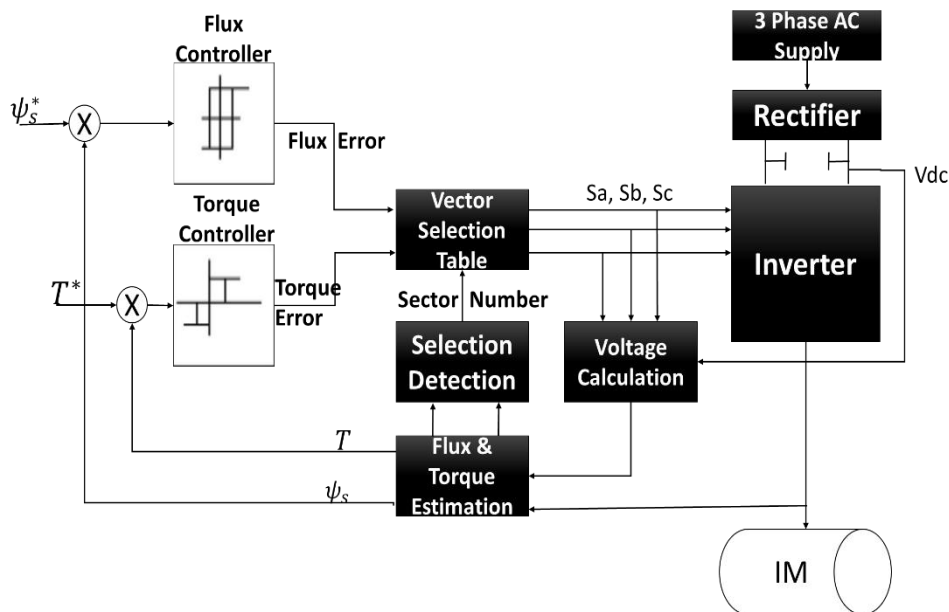 Flux
Controller
3 Phase AC
Supply
ψₛ*
X
Flux Error
Rectifier
Vdc
Torque
Controller
Vector
Selection
Table
Sa, Sb, Sc
Inverter
T*
X
Torque
Error
Sector Number
Selection
Detection
Voltage
Calculation
T
Flux &
Torque
Estimation
ψₛ
IM